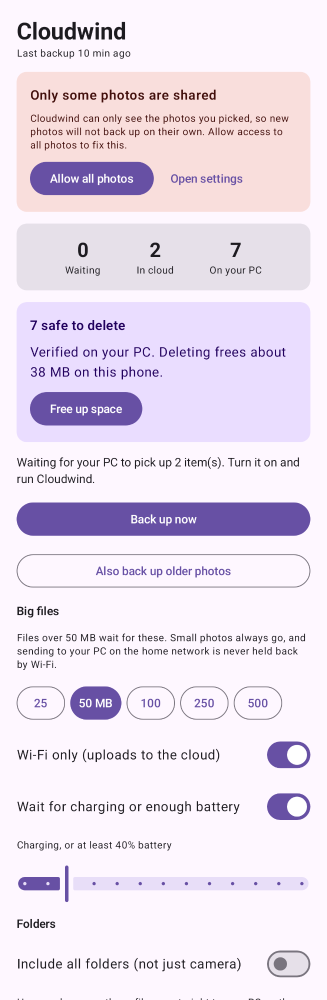 Cloudwind
Last backup 10 min ago
Only some photos are shared
Cloudwind can only see the photos you picked, so new
photos will not back up on their own. Allow access to
all photos to fix this.
Allow all photos
Open settings
0 2 7
Waiting In cloud On your PC
7 safe to delete
Verified on your PC. Deleting frees about
38 MB on this phone.
Free up space
Waiting for your PC to pick up 2 item(s). Turn it on and
run Cloudwind.
Back up now
Also back up older photos
Big files
Files over 50 MB wait for these. Small photos always go, and
sending to your PC on the home network is never held back
by Wi-Fi.
25 50 MB 100 250 500
Wi-Fi only (uploads to the cloud)
Wait for charging or enough battery
Charging, or at least 40% battery
Folders
Include all folders (not just camera)